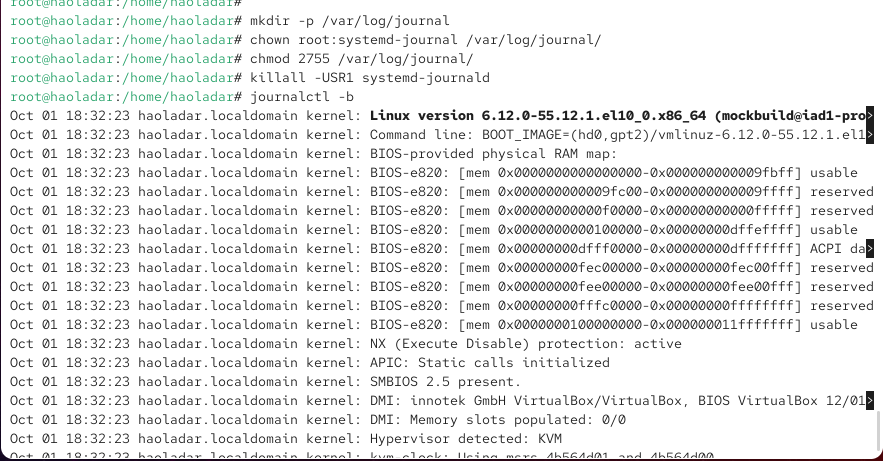 root@haoladar:/home/haoladar#
root@haoladar:/home/haoladar# mkdir -p /var/log/journal
root@haoladar:/home/haoladar# chown root:systemd-journal /var/log/journal/
root@haoladar:/home/haoladar# chmod 2755 /var/log/journal/
root@haoladar:/home/haoladar# killall -USR1 systemd-journald
root@haoladar:/home/haoladar# journalctl -b
Oct 01 18:32:23 haoladar.localdomain kernel: Linux version 6.12.0-55.12.1.el10_0.x86_64 (mockbuild@iad1-pro>
Oct 01 18:32:23 haoladar.localdomain kernel: Command line: BOOT_IMAGE=(hd0,gpt2)/vmlinuz-6.12.0-55.12.1.el1>
Oct 01 18:32:23 haoladar.localdomain kernel: BIOS-provided physical RAM map:
Oct 01 18:32:23 haoladar.localdomain kernel: BIOS-e820: [mem 0x0000000000000000-0x000000000009fbff] usable
Oct 01 18:32:23 haoladar.localdomain kernel: BIOS-e820: [mem 0x000000000009fc00-0x000000000009ffff] reserved
Oct 01 18:32:23 haoladar.localdomain kernel: BIOS-e820: [mem 0x00000000000f0000-0x00000000000fffff] reserved
Oct 01 18:32:23 haoladar.localdomain kernel: BIOS-e820: [mem 0x0000000000100000-0x00000000dffeffff] usable
Oct 01 18:32:23 haoladar.localdomain kernel: BIOS-e820: [mem 0x00000000dfff0000-0x00000000dfffffff] ACPI da>
Oct 01 18:32:23 haoladar.localdomain kernel: BIOS-e820: [mem 0x00000000fec00000-0x00000000fec00fff] reserved
Oct 01 18:32:23 haoladar.localdomain kernel: BIOS-e820: [mem 0x00000000fee00000-0x00000000fee00fff] reserved
Oct 01 18:32:23 haoladar.localdomain kernel: BIOS-e820: [mem 0x00000000fffc0000-0x00000000ffffffff] reserved
Oct 01 18:32:23 haoladar.localdomain kernel: BIOS-e820: [mem 0x0000000100000000-0x000000011fffffff] usable
Oct 01 18:32:23 haoladar.localdomain kernel: NX (Execute Disable) protection: active
Oct 01 18:32:23 haoladar.localdomain kernel: APIC: Static calls initialized
Oct 01 18:32:23 haoladar.localdomain kernel: SMBIOS 2.5 present.
Oct 01 18:32:23 haoladar.localdomain kernel: DMI: innotek GmbH VirtualBox/VirtualBox, BIOS VirtualBox 12/01>
Oct 01 18:32:23 haoladar.localdomain kernel: DMI: Memory slots populated: 0/0
Oct 01 18:32:23 haoladar.localdomain kernel: Hypervisor detected: KVM
Oct 01 18:32:23 haoladar.localdomain kernel: kvm-clock: Using msrs 4b564d01 and 4b564d00